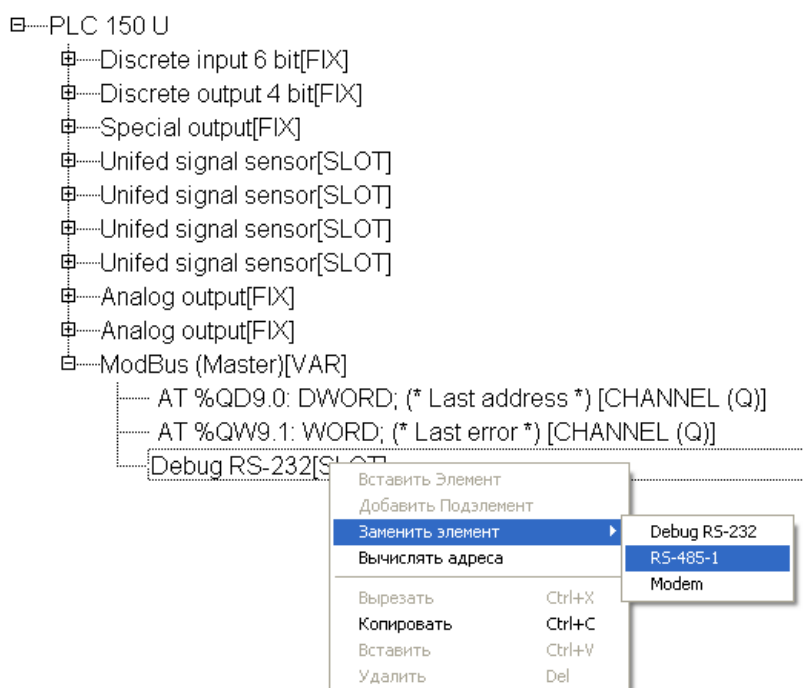 PLC 150 U
Discrete input 6 bit[FIX]
Discrete output 4 bit[FIX]
Special output[FIX]
Unifed signal sensor[SLOT]
Unifed signal sensor[SLOT]
Unifed signal sensor[SLOT]
Unifed signal sensor[SLOT]
Analog output[FIX]
Analog output[FIX]
ModBus (Master)[VAR]
AT %QD9.0: DWORD; (* Last address *) [CHANNEL (Q)]
AT %QW9.1: WORD; (* Last error *) [CHANNEL (Q)]
Debug RS-232[SLOT]
Вставить Элемент
Добавить Подэлемент
Заменить элемент
Debug RS-232
Вычислять адреса
RS-485-1
Modem
Вырезать Ctrl+X
Копировать Ctrl+C
Вставить Ctrl+V
Удалить Del